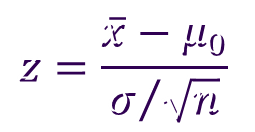 z = (x̄ − μ₀) / (σ/√n)